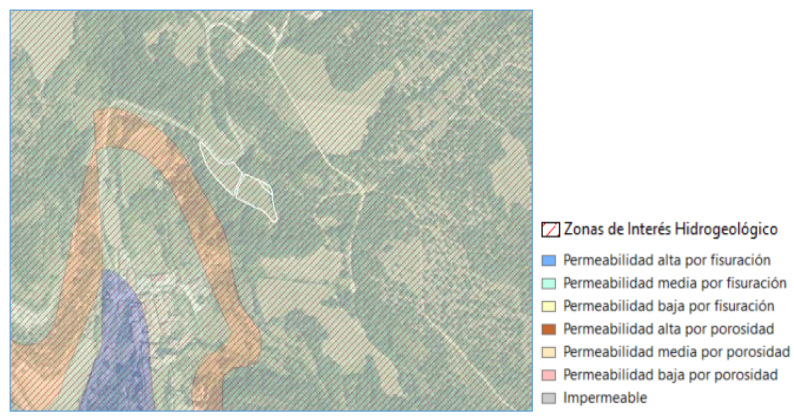 Zonas de Interés Hidrogeológico
Permeabilidad alta por fisuración
Permeabilidad media por fisuración
Permeabilidad baja por fisuración
Permeabilidad alta por porosidad
Permeabilidad media por porosidad
Permeabilidad baja por porosidad
Impermeable